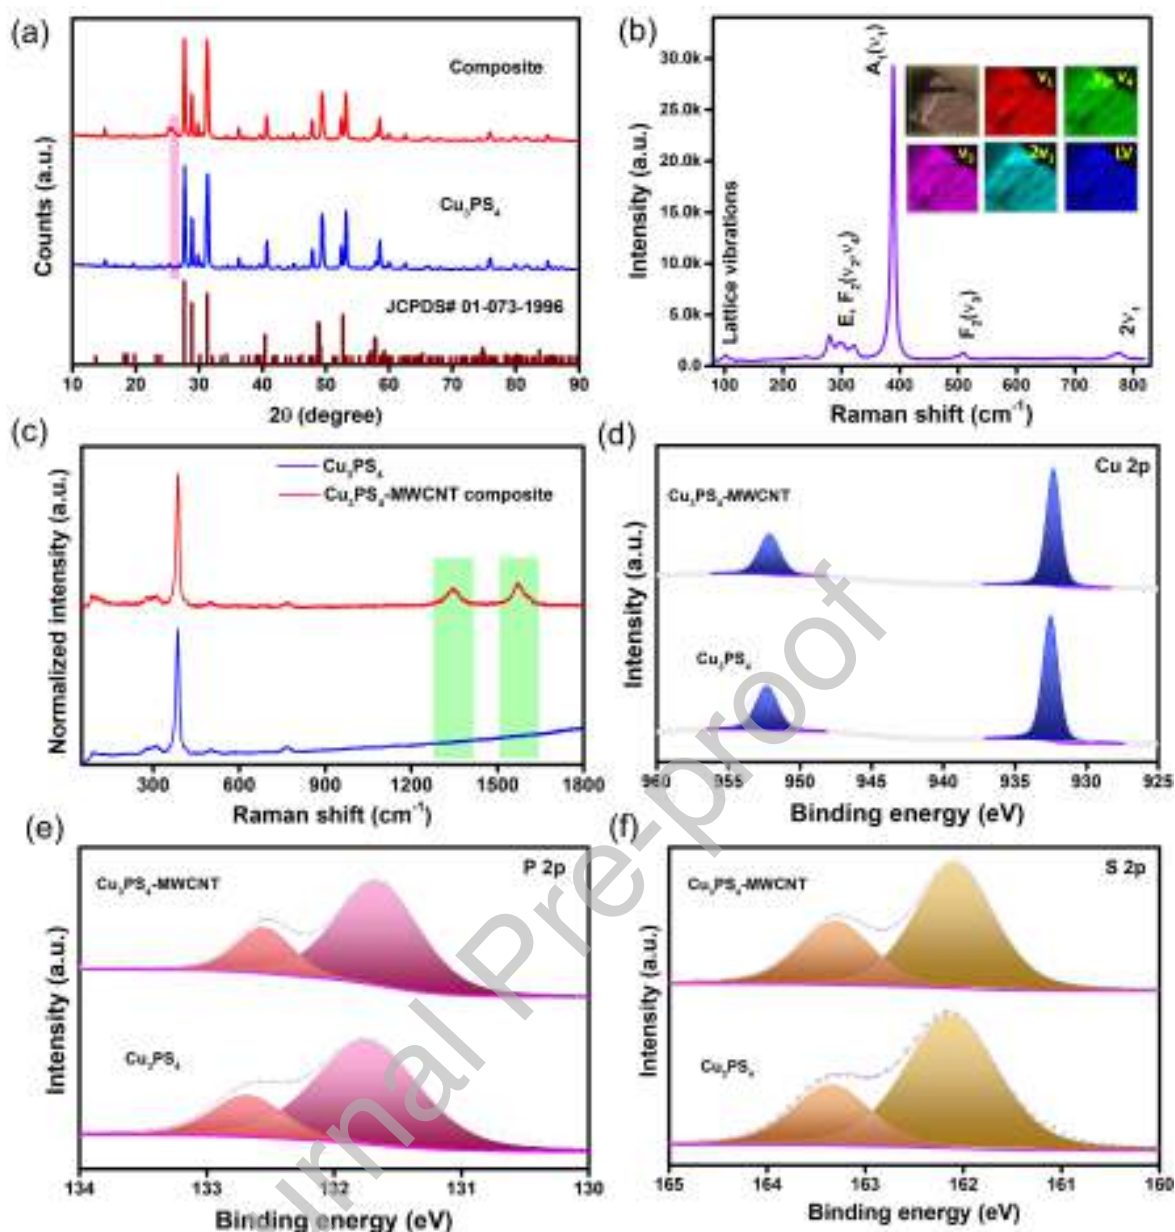 (a)
Composite
Cu₃PS₄
JCPDS# 01-073-1996
Counts (a.u.)
10 20 30 40 50 60 70 80 90
2θ (degree)
(b)
30.0k
25.0k
20.0k
15.0k
10.0k
5.0k
0.0
Intensity (a.u.)
Lattice vibrations
E, F₂(ν₂,ν₄)
A₁(ν₁)
F₂(ν₃)
2ν₁
ν₁
ν₄
ν₃
2ν₁
LV
100 200 300 400 500 600 700 800
Raman shift (cm⁻¹)
(c)
Cu₃PS₄
Cu₃PS₄-MWCNT composite
Normalized intensity (a.u.)
300 600 900 1200 1500 1800
Raman shift (cm⁻¹)
(d)
Cu 2p
Cu₃PS₄-MWCNT
Cu₃PS₄
Intensity (a.u.)
960 955 950 945 940 935 930 925
Binding energy (eV)
(e)
P 2p
Cu₃PS₄-MWCNT
Cu₃PS₄
Intensity (a.u.)
134 133 132 131 130
Binding energy (eV)
(f)
S 2p
Cu₃PS₄-MWCNT
Cu₃PS₄
Intensity (a.u.)
165 164 163 162 161 160
Binding energy (eV)
urnal Pre-proof